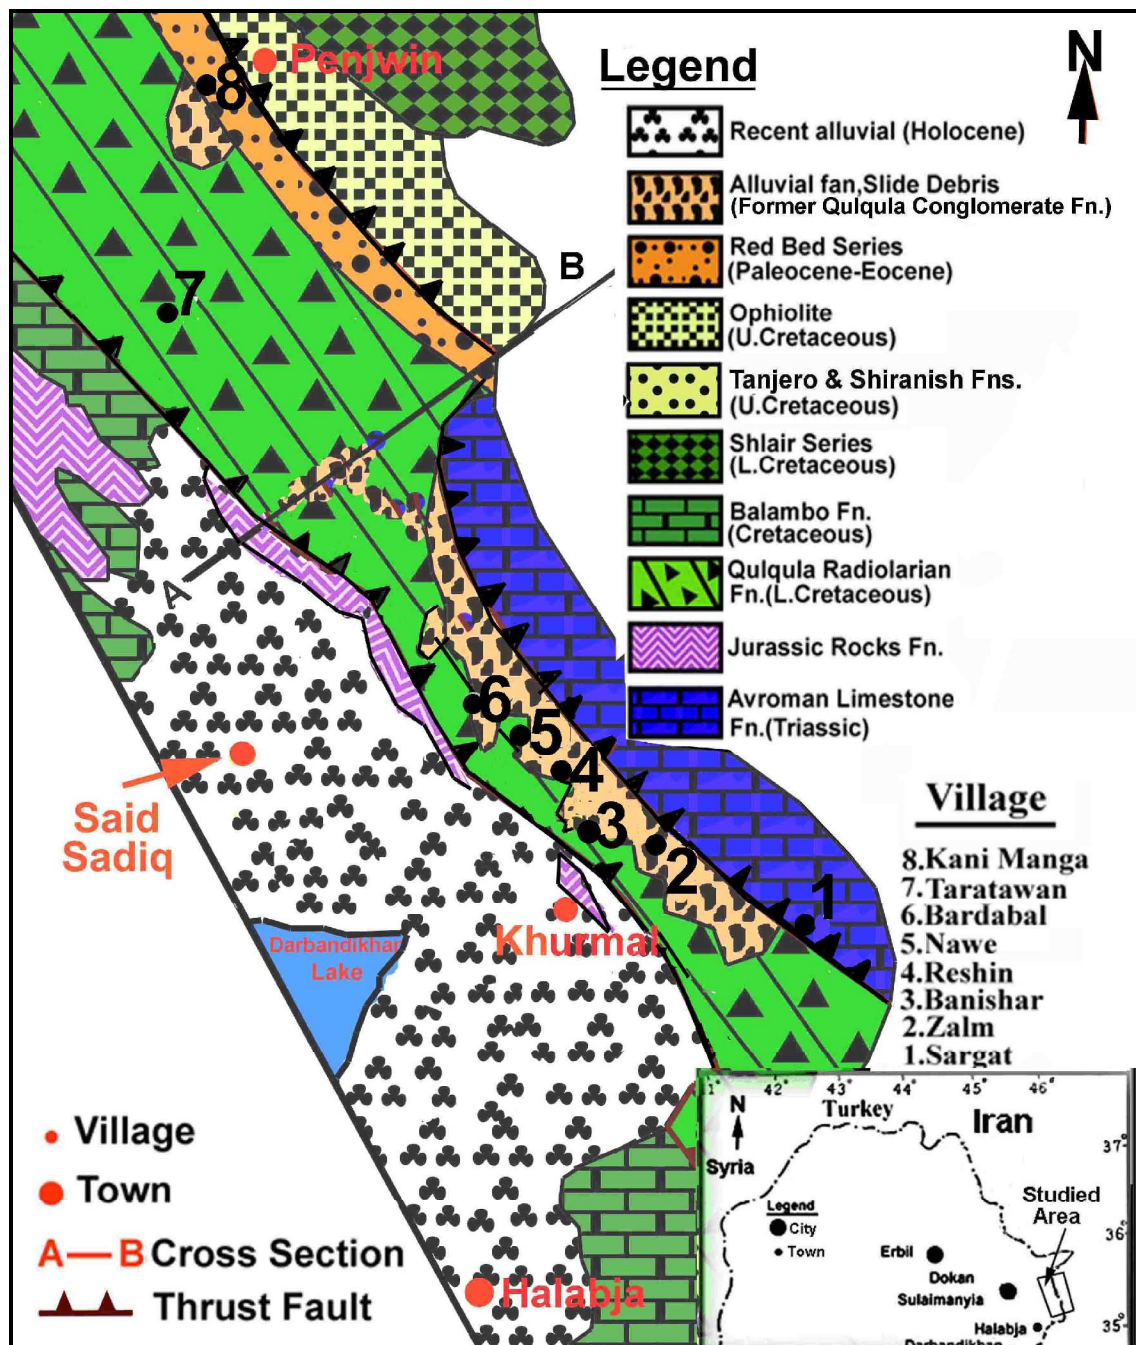 Penjwin
8
7
B
A
6
5
4
3
2
1
Said
Sadiq
Khurmal
Darbandikhan
Lake
Halabja
N
Legend
Recent alluvial (Holocene)
Alluvial fan,Slide Debris
(Former Qulqula Conglomerate Fn.)
Red Bed Series
(Paleocene-Eocene)
Ophiolite
(U.Cretaceous)
Tanjero & Shiranish Fns.
(U.Cretaceous)
Shlair Series
(L.Cretaceous)
Balambo Fn.
(Cretaceous)
Qulqula Radiolarian
Fn.(L.Cretaceous)
Jurassic Rocks Fn.
Avroman Limestone
Fn.(Triassic)
Village
8.Kani Manga
7.Taratawan
6.Bardabal
5.Nawe
4.Reshin
3.Banishar
2.Zalm
1.Sargat
Village
Town
A — B Cross Section
Thrust Fault
42° 43° 44° 45° 46°
N
Turkey
Iran
Syria
37°
Studied
Area
Legend
City
Town
36°
Erbil
Dokan
Sulaimanyia
Halabja
35°